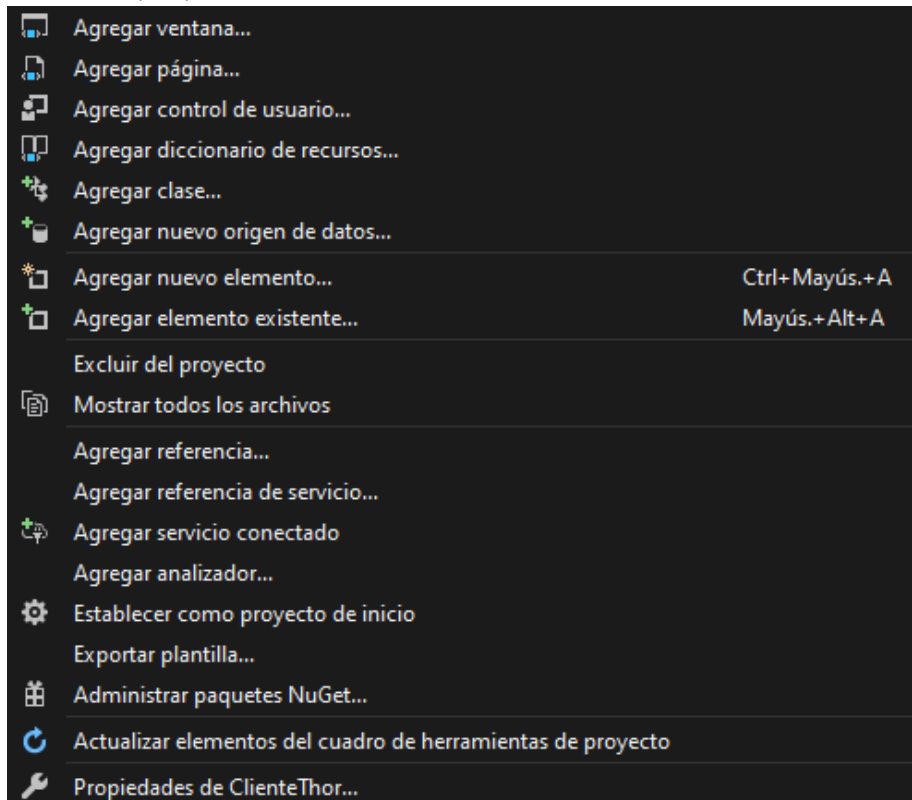 Agregar ventana...
Agregar página...
Agregar control de usuario...
Agregar diccionario de recursos...
Agregar clase...
Agregar nuevo origen de datos...
Agregar nuevo elemento... Ctrl+Mayús.+A
Agregar elemento existente... Mayús.+Alt+A
Excluir del proyecto
Mostrar todos los archivos
Agregar referencia...
Agregar referencia de servicio...
Agregar servicio conectado
Agregar analizador...
Establecer como proyecto de inicio
Exportar plantilla...
Administrar paquetes NuGet...
Actualizar elementos del cuadro de herramientas de proyecto
Propiedades de ClienteThor...